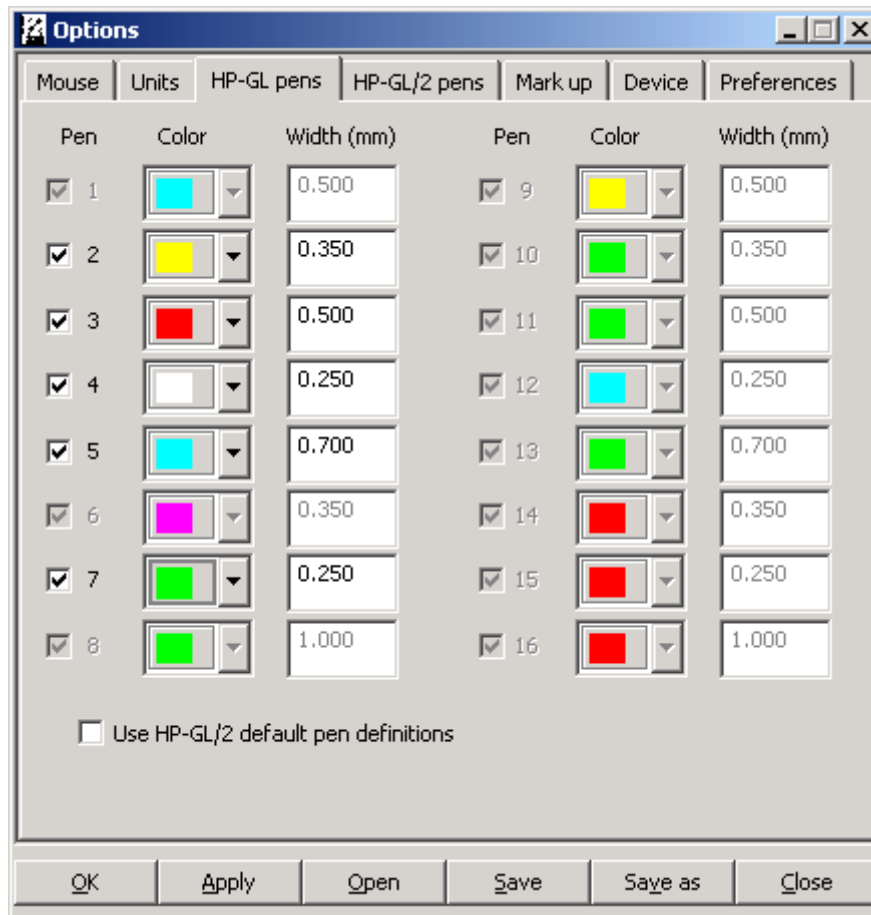 Options
Mouse Units HP-GL pens HP-GL/2 pens Mark up Device Preferences
Pen Color Width (mm) Pen Color Width (mm)
1 0.500 9 0.500
2 0.350 10 0.350
3 0.500 11 0.500
4 0.250 12 0.250
5 0.700 13 0.700
6 0.350 14 0.350
7 0.250 15 0.250
8 1.000 16 1.000
Use HP-GL/2 default pen definitions
OK Apply Open Save Save as Close